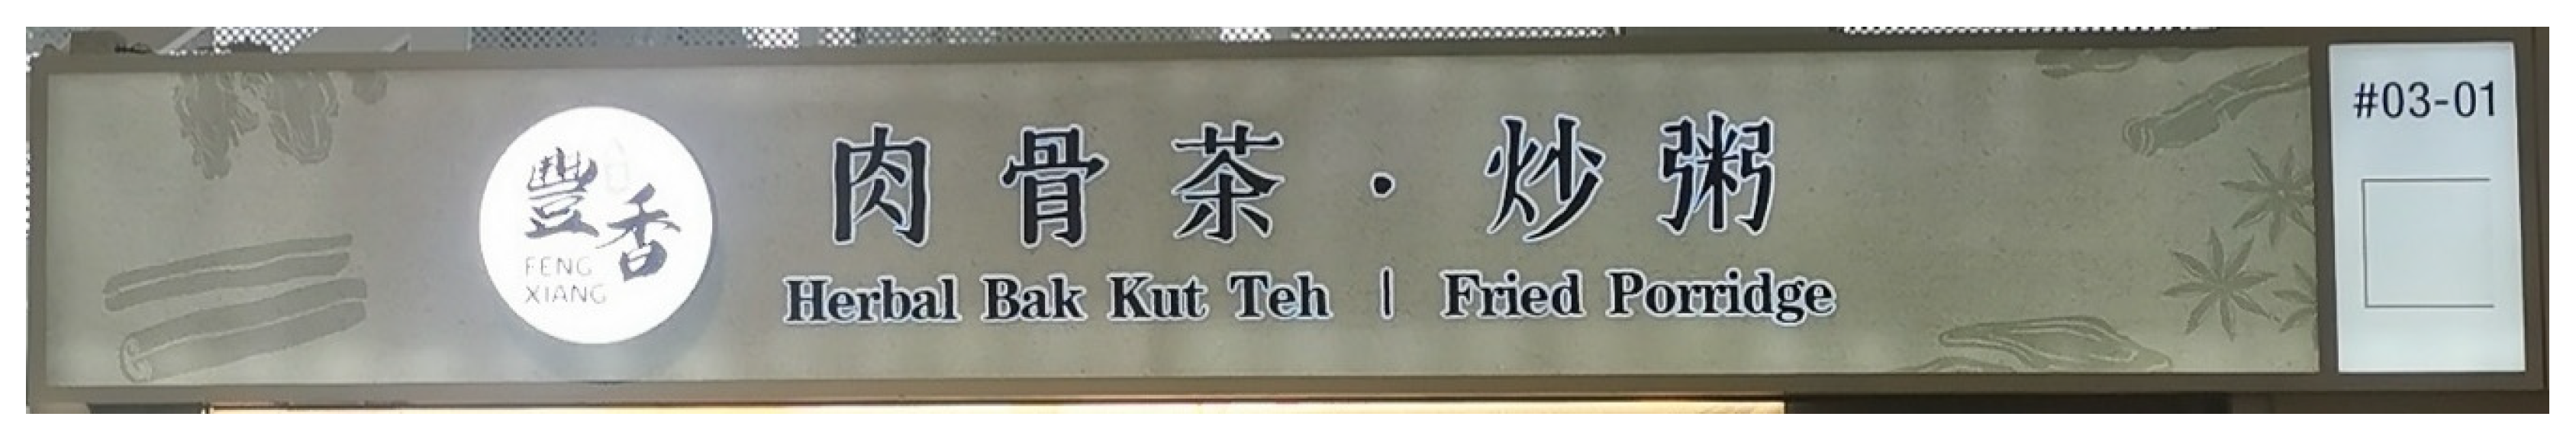 豐香
FENG
XIANG
肉骨茶·炒粥
Herbal Bak Kut Teh | Fried Porridge
#03-01